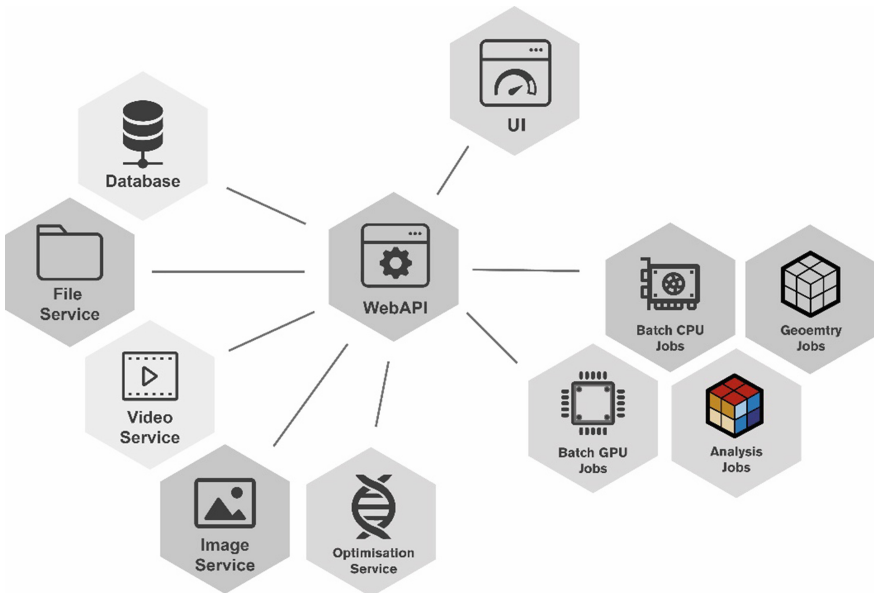 UI
Database
WebAPI
File
Service
Batch CPU
Jobs
Geoemtry
Jobs
Video
Service
Batch GPU
Jobs
Analysis
Jobs
Image
Service
Optimisation
Service